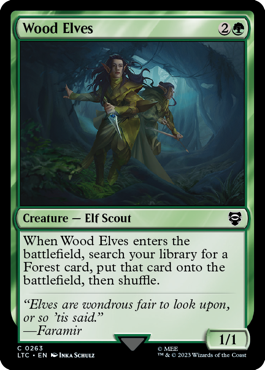 Wood Elves 2
Creature — Elf Scout
When Wood Elves enters the
battlefield, search your library for a
Forest card, put that card onto the
battlefield, then shuffle.
“Elves are wondrous fair to look upon,
or so ’tis said.”
—Faramir
1/1
C 0263
LTC • EN Inka Schulz
© MEE
™ & © 2023 Wizards of the Coast